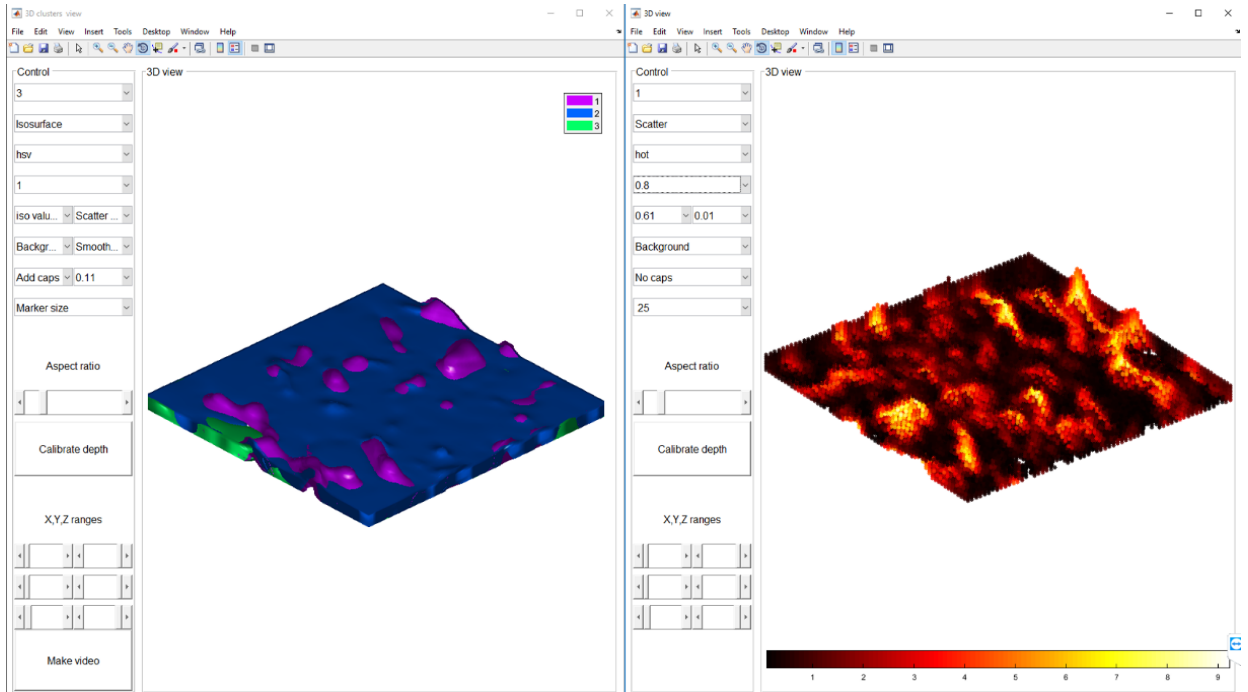 3D clusters view
File Edit View Insert Tools Desktop Window Help
Control
3
Isosurface
hsv
1
iso valu... Scatter ...
Backgr... Smooth...
Add caps 0.11
Marker size
Aspect ratio
Calibrate depth
X,Y,Z ranges
Make video
3D view
1
2
3
3D view
File Edit View Insert Tools Desktop Window Help
Control
1
Scatter
hot
0.8
0.61 0.01
Background
No caps
25
Aspect ratio
Calibrate depth
X,Y,Z ranges
3D view
1 2 3 4 5 6 7 8 9